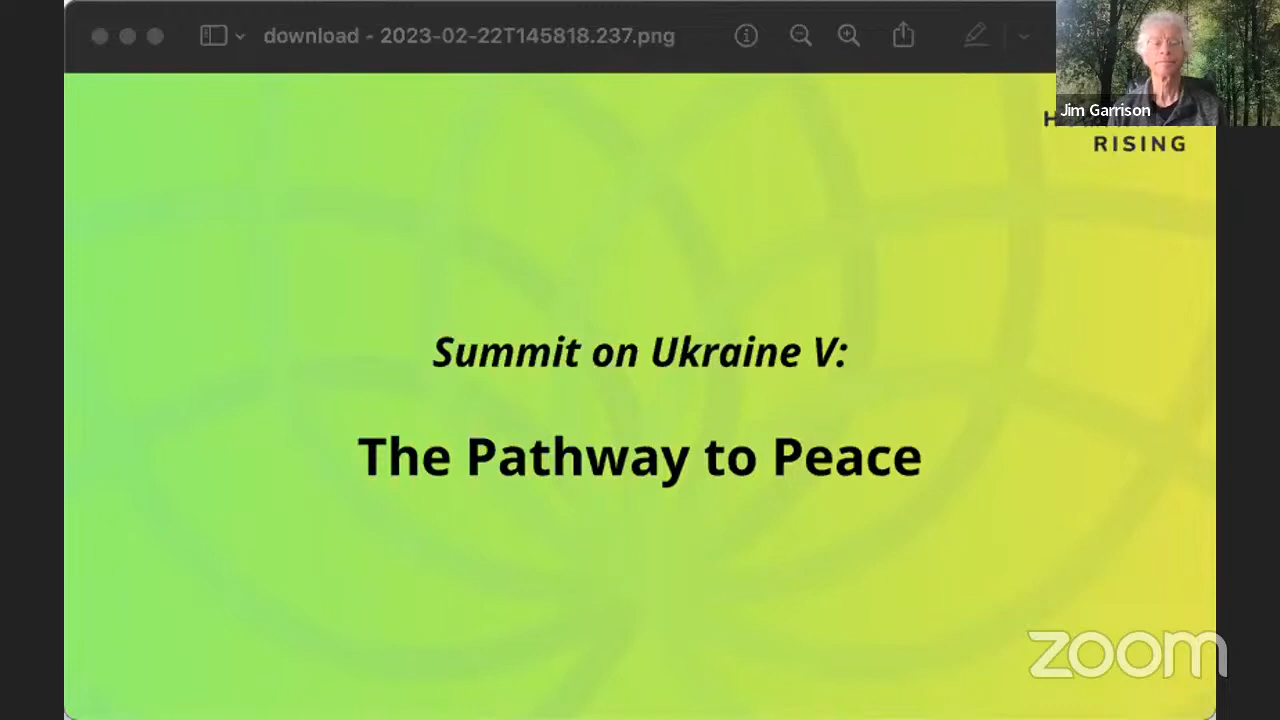 download - 2023-02-22T145818.237.png
Jim Garrison
H
RISING
Summit on Ukraine V:
The Pathway to Peace
zoom